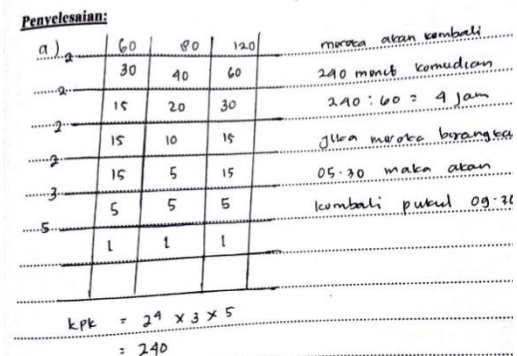 Penyelesaian:
a) 2 60 80 120
2 30 40 60
2 15 20 30
2 15 10 15
3 15 5 15
5 5 5 5
1 1 1
kpk = 2⁴ x 3 x 5
= 240
mereka akan kembali
240 menit kemudian
240 : 60 = 4 jam
jika mereka berangka
05.30 maka akan
kembali pukul 09.30